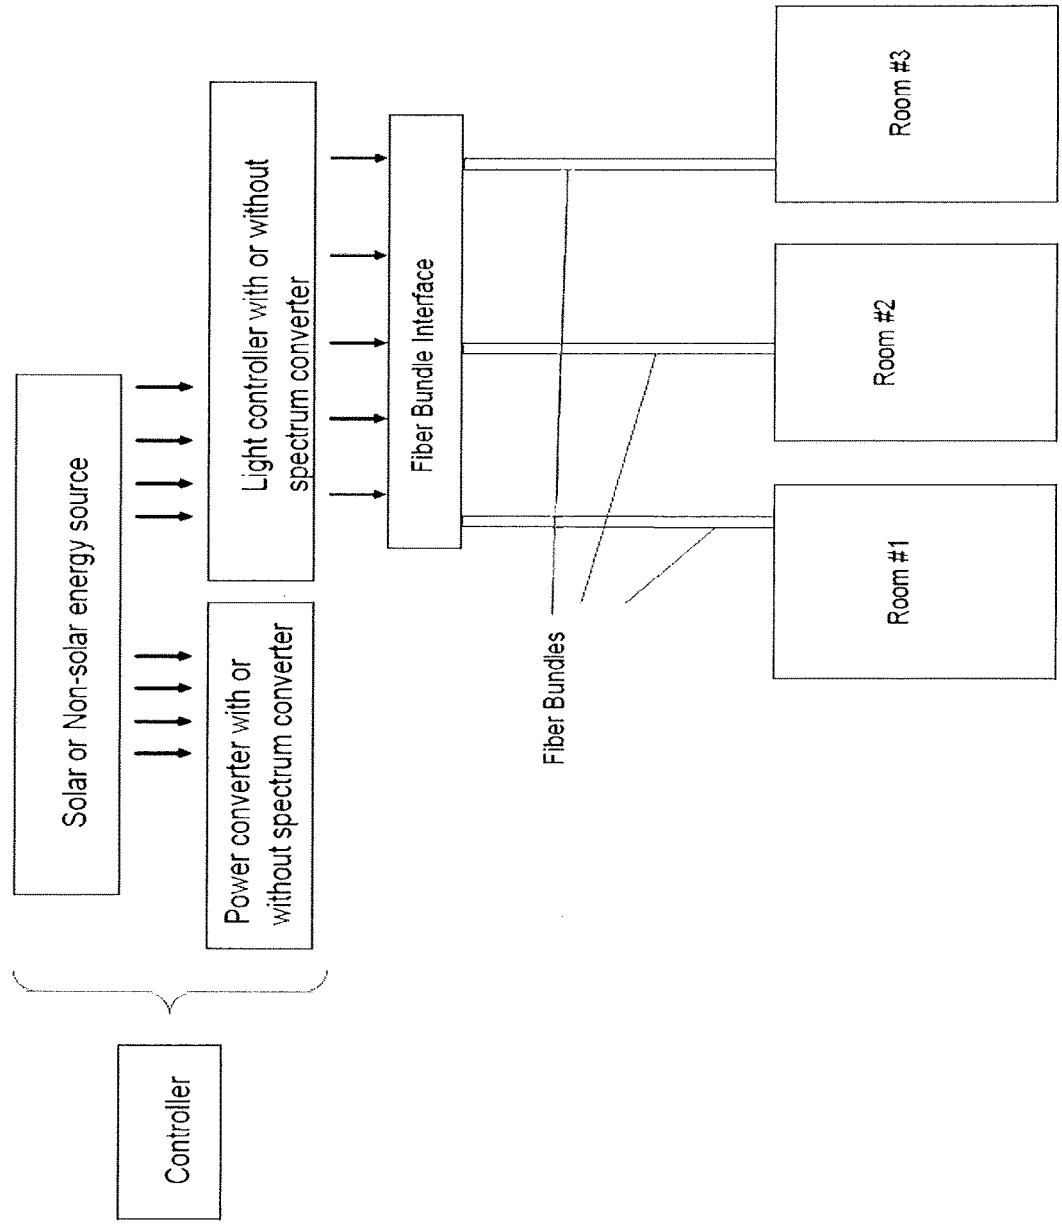 Controller
Solar or Non-solar energy source
Power converter with or
without spectrum converter
Light controller with or without
spectrum converter
Fiber Bundle Interface
Fiber Bundles
Room #1
Room #2
Room #3